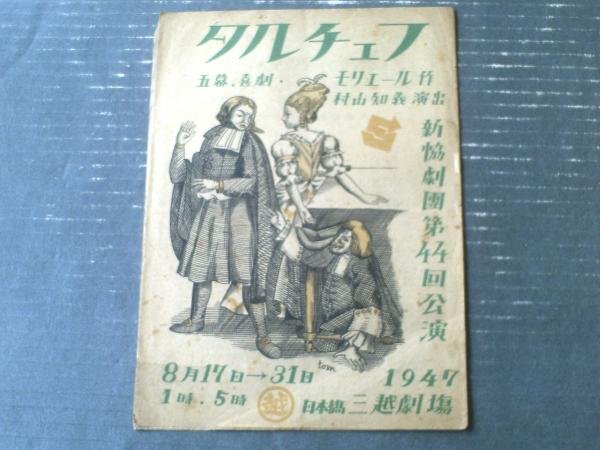 タルチュフ
五幕.喜劇.
モリエール作
村山知義演出
新協劇團第44回公演
tom
8月17日→31日
1947
1時.5時
越
日本橋三越劇場